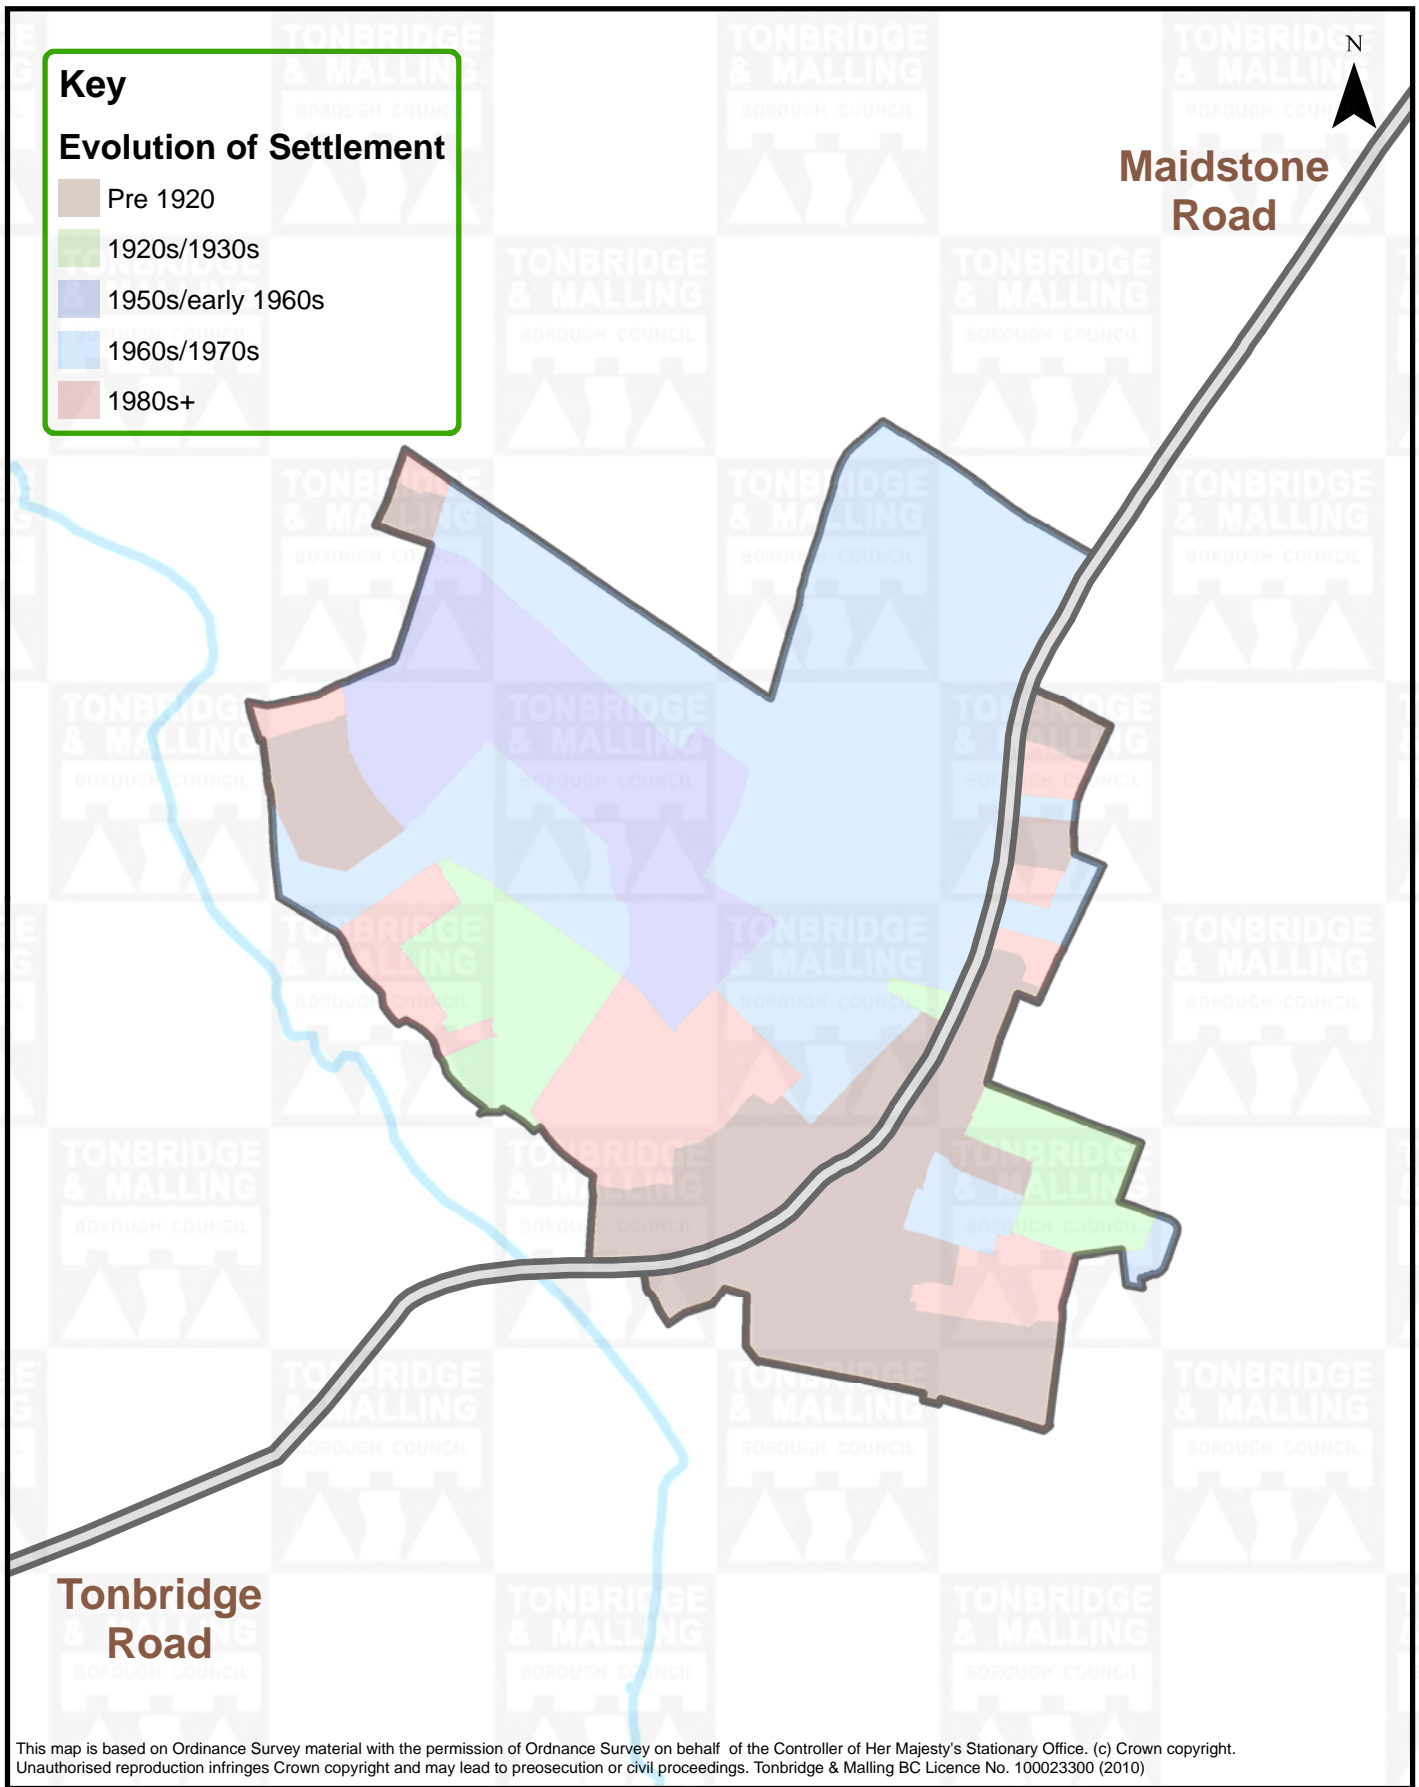 Key
Evolution of Settlement
Pre 1920
1920s/1930s
1950s/early 1960s
1960s/1970s
1980s+
N
Maidstone
Road
Tonbridge
Road
TONBRIDGE
& MALLING
BOROUGH COUNCIL
This map is based on Ordinance Survey material with the permission of Ordnance Survey on behalf of the Controller of Her Majesty's Stationary Office. (c) Crown copyright.
Unauthorised reproduction infringes Crown copyright and may lead to preosecution or civil proceedings. Tonbridge & Malling BC Licence No. 100023300 (2010)